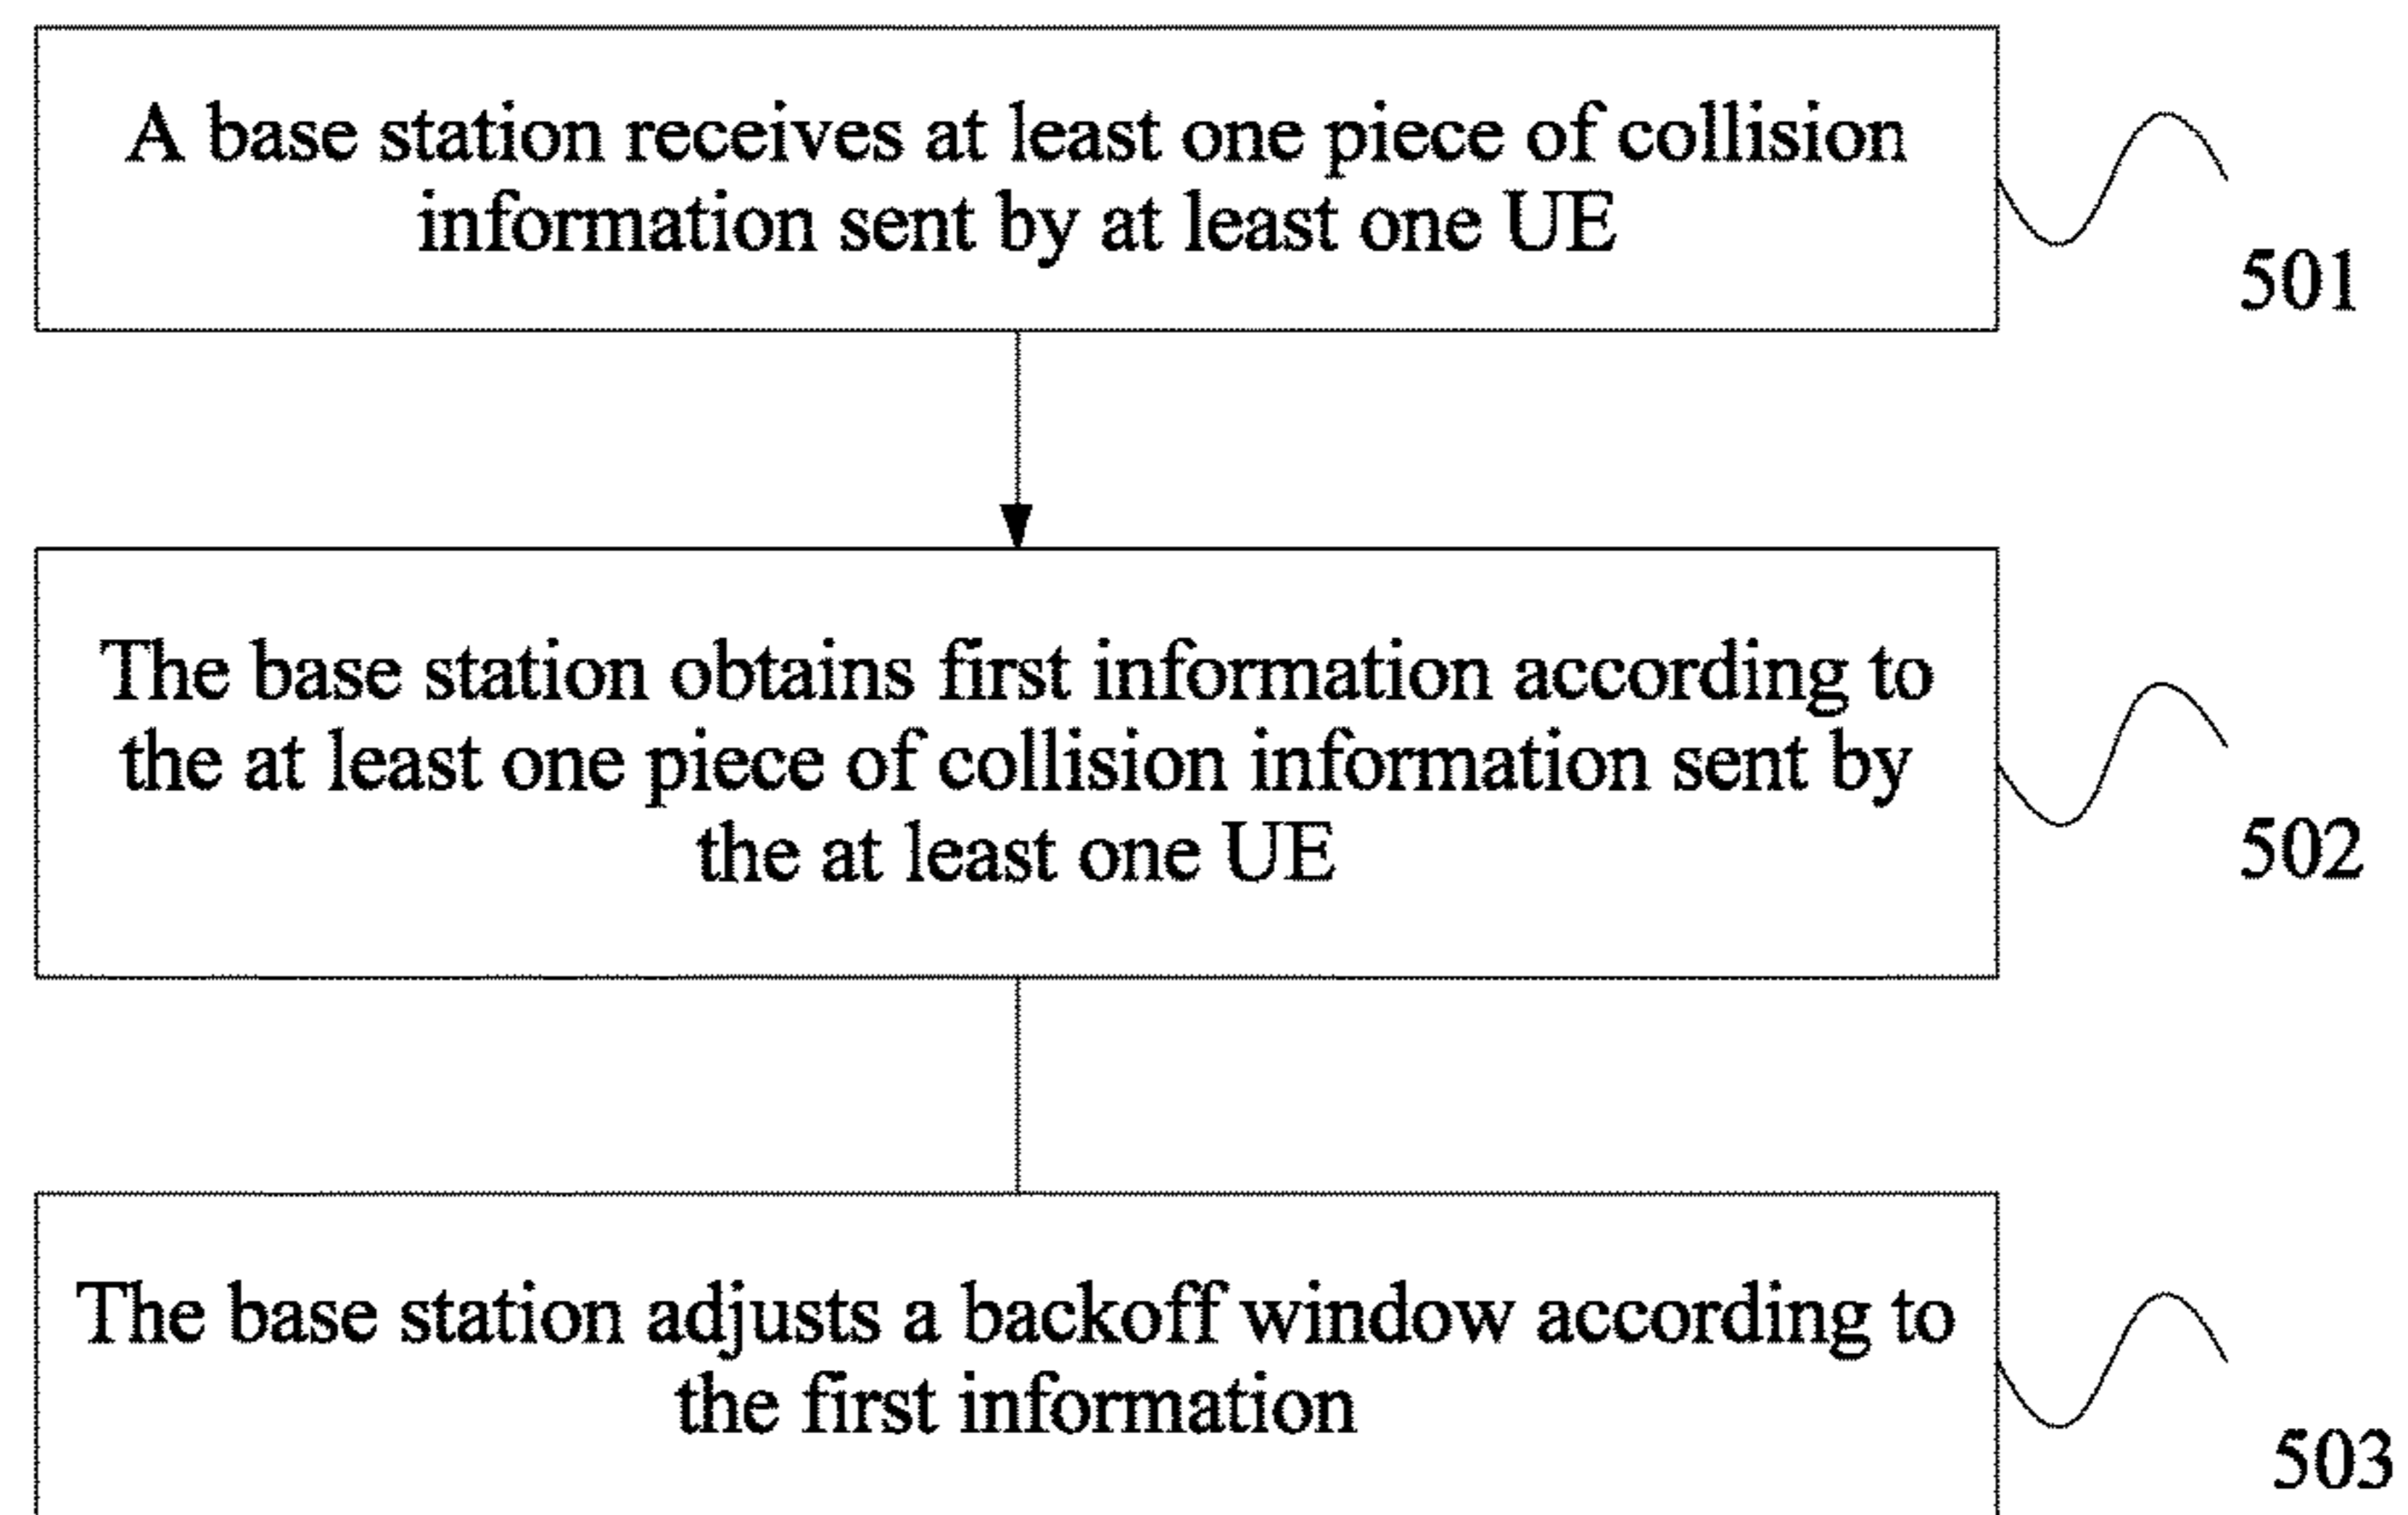 A base station receives at least one piece of collision
information sent by at least one UE
501
The base station obtains first information according to
the at least one piece of collision information sent by
the at least one UE
502
The base station adjusts a backoff window according to
the first information
503